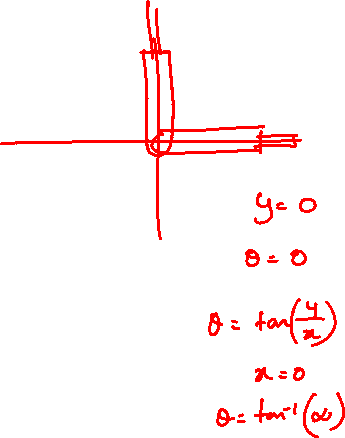 y = 0
θ = 0
θ = tan(y/x)
x = 0
θ = tan⁻¹(∞)